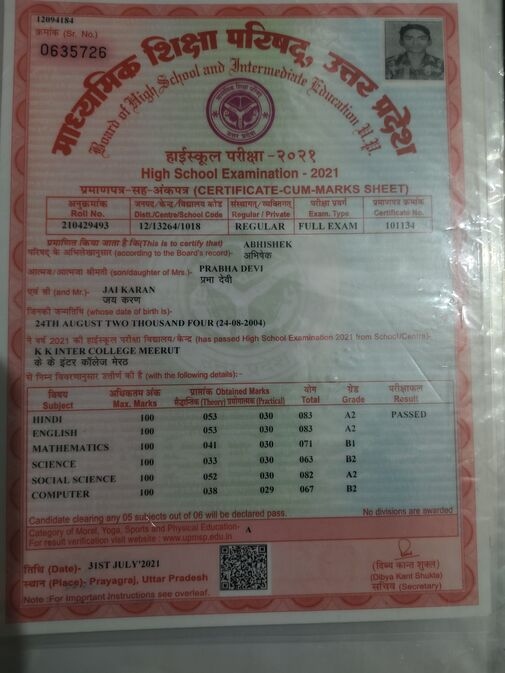 12094184
क्रमांक (Sr. No.)
0635726
माध्यमिक शिक्षा परिषद्, उत्तर प्रदेश
Board of High School and Intermediate Education U.P.
हाईस्कूल परीक्षा -२०२१
High School Examination - 2021
प्रमाणपत्र-सह-अंकपत्र (CERTIFICATE-CUM-MARKS SHEET)
अनुक्रमांक जनपद/केन्द्र/विद्यालय कोड संस्थागत/व्यक्तिगत परीक्षा प्रवर्ग प्रमाणपत्र क्रमांक
Roll No. Distt./Centre/School Code Regular / Private Exam. Type Certificate No.
210429493 12/13264/1018 REGULAR FULL EXAM 101134
प्रमाणित किया जाता है कि(This is to certify that) ABHISHEK
परिषद् के अभिलेखानुसार (according to the Board's record)- अभिषेक
आत्मज/आत्मजा श्रीमती (son/daughter of Mrs.)- PRABHA DEVI
प्रभा देवी
एवं श्री (and Mr.)- JAI KARAN
जय करण
जिनकी जन्मतिथि (whose date of birth is)-
24TH AUGUST TWO THOUSAND FOUR (24-08-2004)
ने वर्ष 2021 की हाईस्कूल परीक्षा विद्यालय/केन्द्र (has passed High School Examination 2021 from School/Centre)-
K K INTER COLLEGE MEERUT
के के इंटर कॉलेज मेरठ
से निम्न विवरणानुसार उत्तीर्ण की है (with the following details):-
विषय अधिकतम अंक प्राप्तांक Obtained Marks योग ग्रेड परीक्षाफल
Subject Max. Marks सैद्धान्तिक (Theory) प्रयोगात्मक (Practical) Total Grade Result
HINDI 100 053 030 083 A2 PASSED
ENGLISH 100 053 030 083 A2
MATHEMATICS 100 041 030 071 B1
SCIENCE 100 033 030 063 B2
SOCIAL SCIENCE 100 052 030 082 A2
COMPUTER 100 038 029 067 B2
Candidate clearing any 05 subjects out of 06 will be declared pass. No divisions are awarded
Category of Moral, Yoga, Sports and Physical Education- A
For result verification visit website : www.upmsp.edu.in
तिथि (Date)- 31ST JULY'2021
(दिब्य कान्त शुक्ल)
(Dibya Kant Shukla)
स्थान (Place)- Prayagraj, Uttar Pradesh
सचिव (Secretary)
Note :For Important Instructions see overleaf.